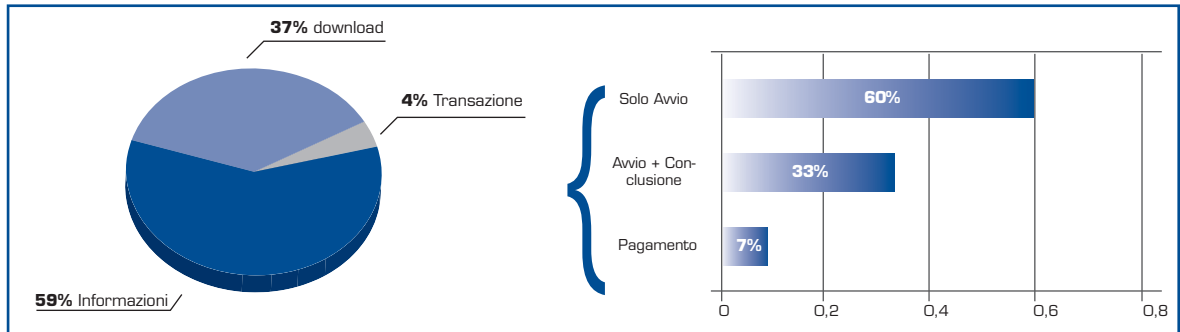 37% download
4% Transazione
59% Informazioni
Solo Avvio
60%
Avvio + Con-
clusione
33%
Pagamento
7%
0 0,2 0,4 0,6 0,8